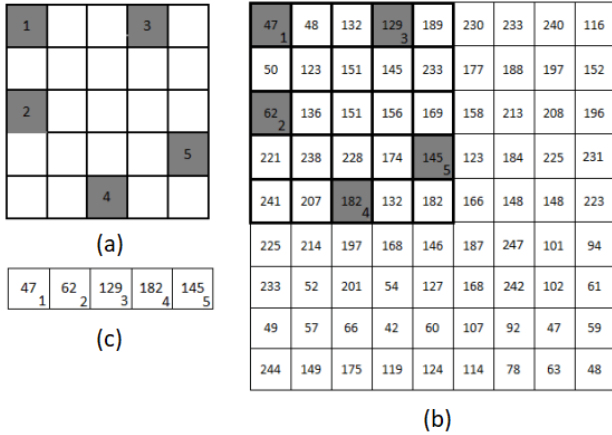 1 3
2
5
4
(a)
47 1 62 2 129 3 182 4 145 5
(c)
47 1 48 132 129 3 189 230 233 240 116
50 123 151 145 233 177 188 197 152
62 2 136 151 156 169 158 213 208 196
221 238 228 174 145 5 123 184 225 231
241 207 182 4 132 182 166 148 148 223
225 214 197 168 146 187 247 101 94
233 52 201 54 127 168 242 102 61
49 57 66 42 60 107 92 47 59
244 149 175 119 124 114 78 63 48
(b)